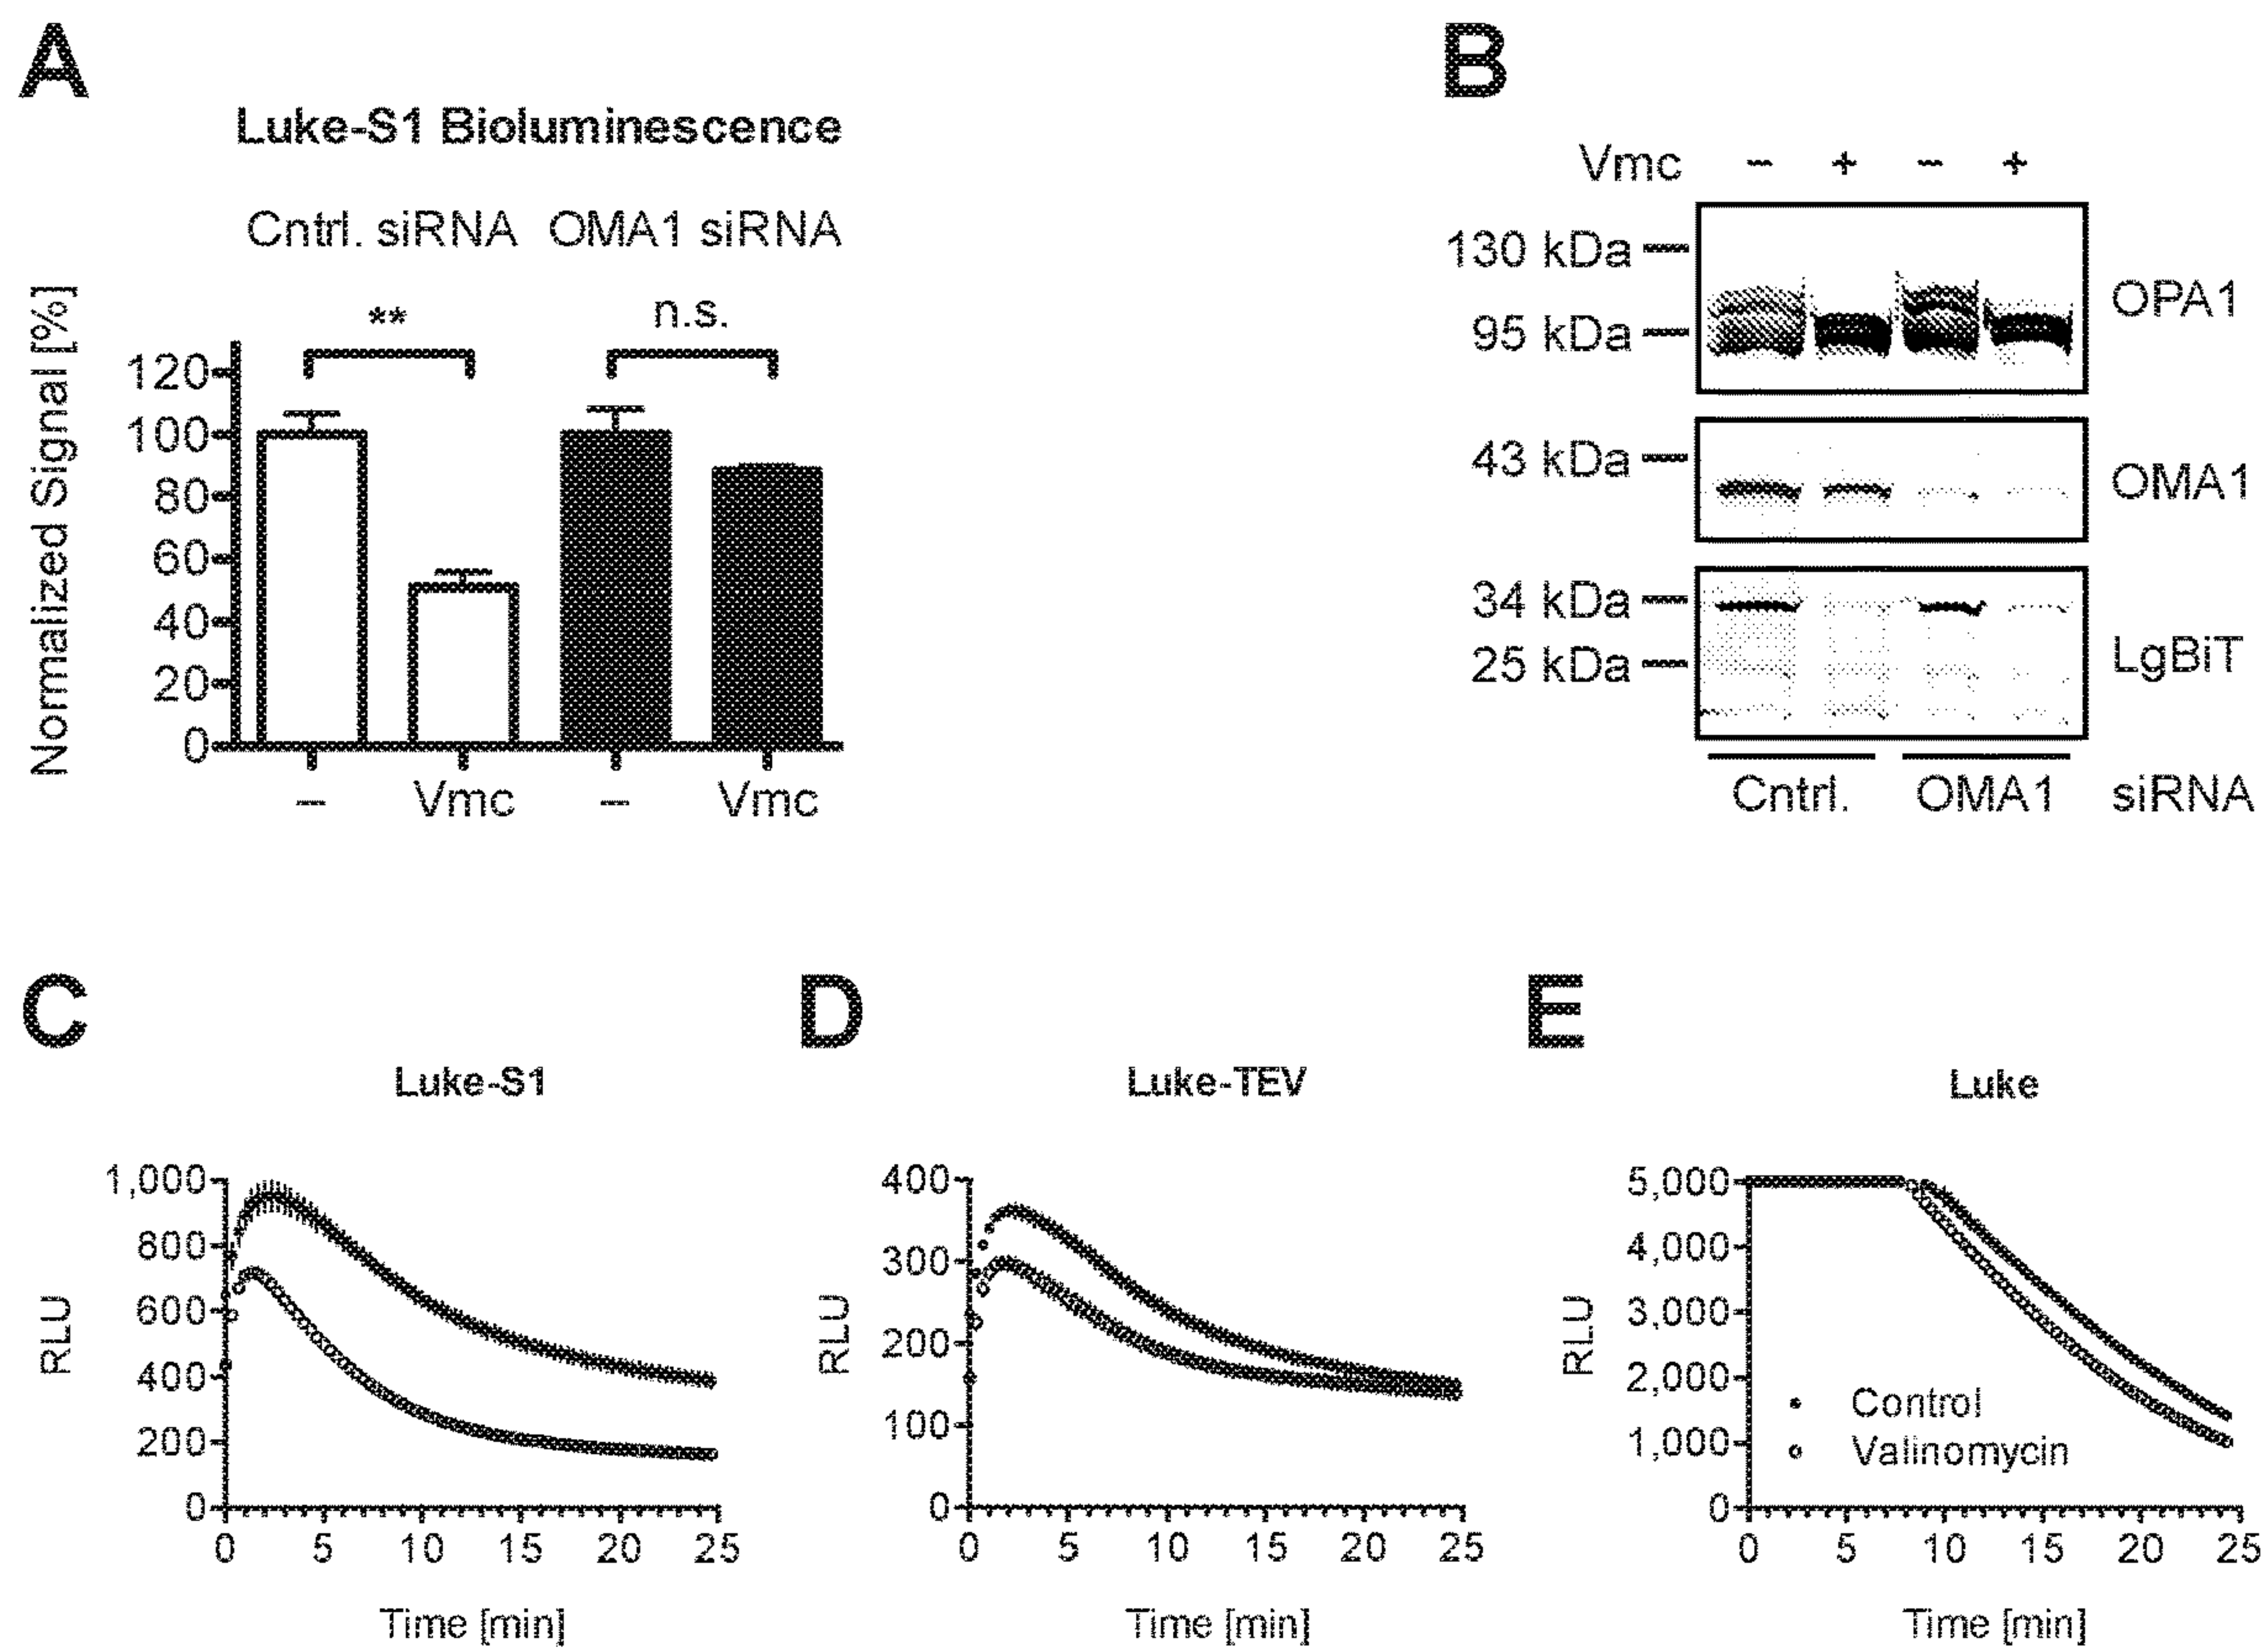 A
Luke-S1 Bioluminescence
Cntrl. siRNA OMA1 siRNA
** n.s.
Normalized Signal [%]
120
100
80
60
40
20
0
– Vmc – Vmc
B
Vmc – + – +
130 kDa
95 kDa
OPA1
43 kDa
OMA1
34 kDa
25 kDa
LgBiT
Cntrl. OMA1 siRNA
C
Luke-S1
RLU
1,000
800
600
400
200
0
0 5 10 15 20 25
Time [min]
D
Luke-TEV
RLU
400
300
200
100
0
0 5 10 15 20 25
Time [min]
E
Luke
RLU
5,000
4,000
3,000
2,000
1,000
0
Control
Valinomycin
0 5 10 15 20 25
Time [min]